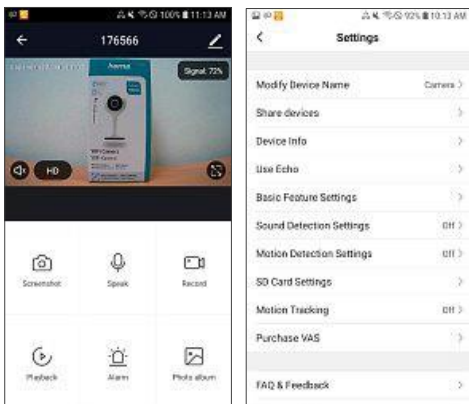 100% 11:13 AM
176566
Signal: 72%
HD
Screenshot
Speak
Record
Playback
Alarm
Photo album
92% 10:13 AM
Settings
Modify Device Name
Camera >
Share devices >
Device Info >
Use Echo >
Basic Feature Settings >
Sound Detection Settings
Off >
Motion Detection Settings
Off >
SD Card Settings >
Motion Tracking
Off >
Purchase VAS >
FAQ & Feedback >